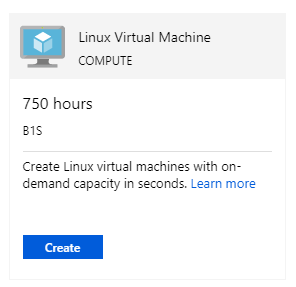 Linux Virtual Machine
COMPUTE
750 hours
B1S
Create Linux virtual machines with on-
demand capacity in seconds. Learn more
Create